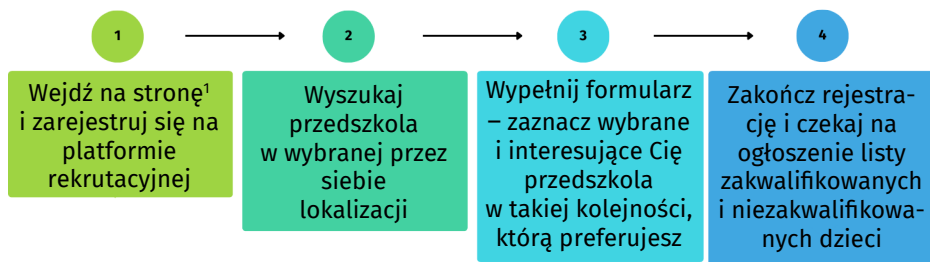 1
2
3
4
Wejdź na stronę¹
i zarejestruj się na
platformie
rekrutacyjnej
Wyszukaj
przedszkola
w wybranej przez
siebie
lokalizacji
Wypełnij formularz
– zaznacz wybrane
i interesujące Cię
przedszkola
w takiej kolejności,
którą preferujesz
Zakończ rejestra-
cję i czekaj na
ogłoszenie listy
zakwalifikowanych
i niezakwalifikowa-
nych dzieci